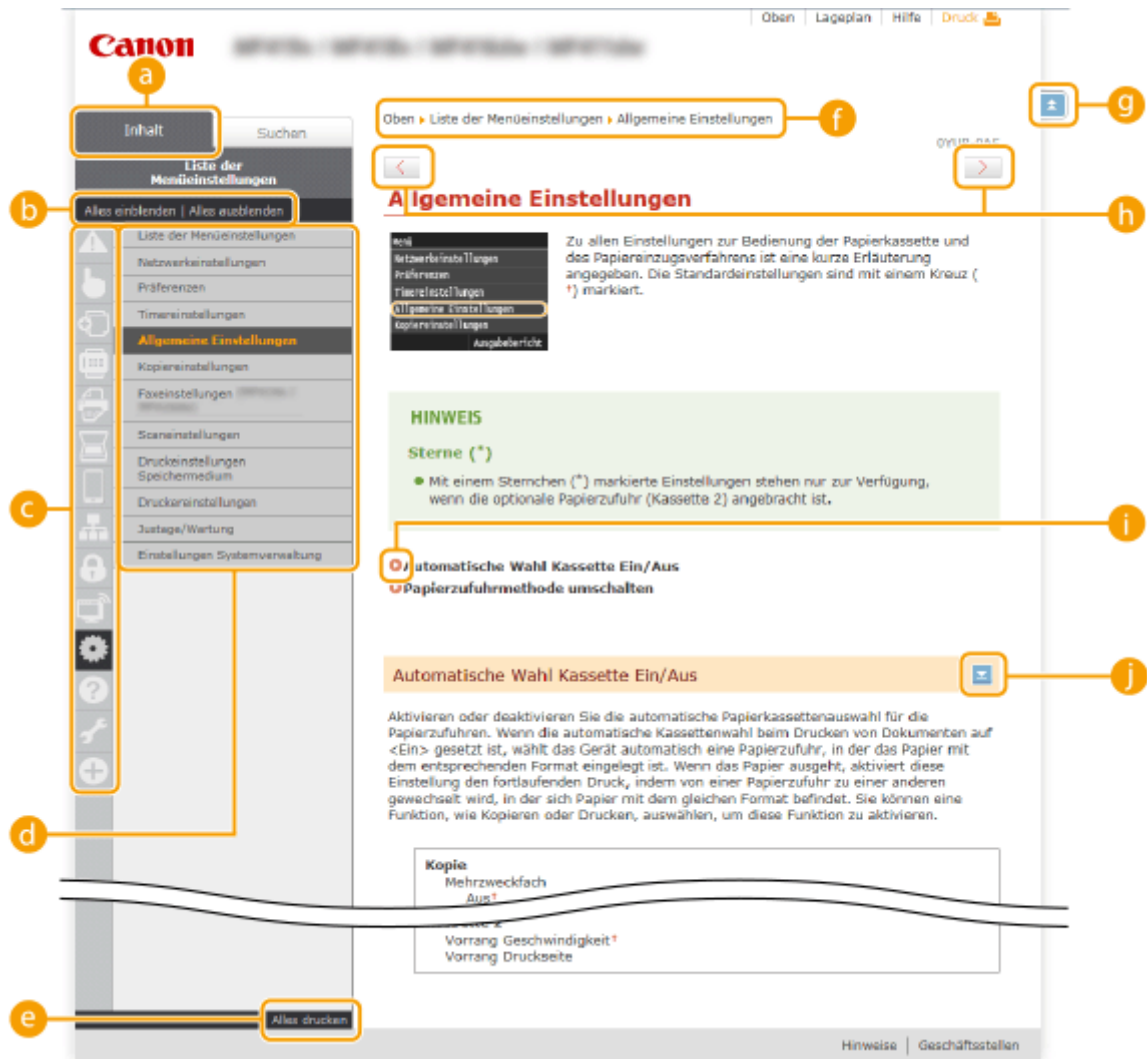 Oben | Lageplan | Hilfe | Druck
Canon
a
g
Inhalt
Suchen
Oben ▸ Liste der Menüeinstellungen ▸ Allgemeine Einstellungen
f
Liste der
Menüeinstellungen
h
b
Alles einblenden | Alles ausblenden
c
Liste der Menüeinstellungen
Netzwerkeinstellungen
Präferenzen
Timereinstellungen
Allgemeine Einstellungen
Kopiereinstellungen
Faxeinstellungen
Scaneinstellungen
Druckeinstellungen
Speichermedium
Druckereinstellungen
Justage/Wartung
Einstellungen Systemverwaltung
d
Allgemeine Einstellungen
Menü
Netzwerkeinstellungen
Präferenzen
Timereinstellungen
Allgemeine Einstellungen
Kopiereinstellungen
Ausgabebericht
Zu allen Einstellungen zur Bedienung der Papierkassette und
des Papiereinzugsverfahrens ist eine kurze Erläuterung
angegeben. Die Standardeinstellungen sind mit einem Kreuz (
†) markiert.
HINWEIS
Sterne (*)
● Mit einem Sternchen (*) markierte Einstellungen stehen nur zur Verfügung,
wenn die optionale Papierzufuhr (Kassette 2) angebracht ist.
i
Automatische Wahl Kassette Ein/Aus
Papierzufuhrmethode umschalten
Automatische Wahl Kassette Ein/Aus
j
Aktivieren oder deaktivieren Sie die automatische Papierkassettenauswahl für die
Papierzufuhren. Wenn die automatische Kassettenwahl beim Drucken von Dokumenten auf
<Ein> gesetzt ist, wählt das Gerät automatisch eine Papierzufuhr, in der das Papier mit
dem entsprechenden Format eingelegt ist. Wenn das Papier ausgeht, aktiviert diese
Einstellung den fortlaufenden Druck, indem von einer Papierzufuhr zu einer anderen
gewechselt wird, in der sich Papier mit dem gleichen Format befindet. Sie können eine
Funktion, wie Kopieren oder Drucken, auswählen, um diese Funktion zu aktivieren.
Kopie
Mehrzweckfach
Aus†
Vorrang Geschwindigkeit†
Vorrang Druckseite
e
Alles drucken
Hinweise | Geschäftsstellen